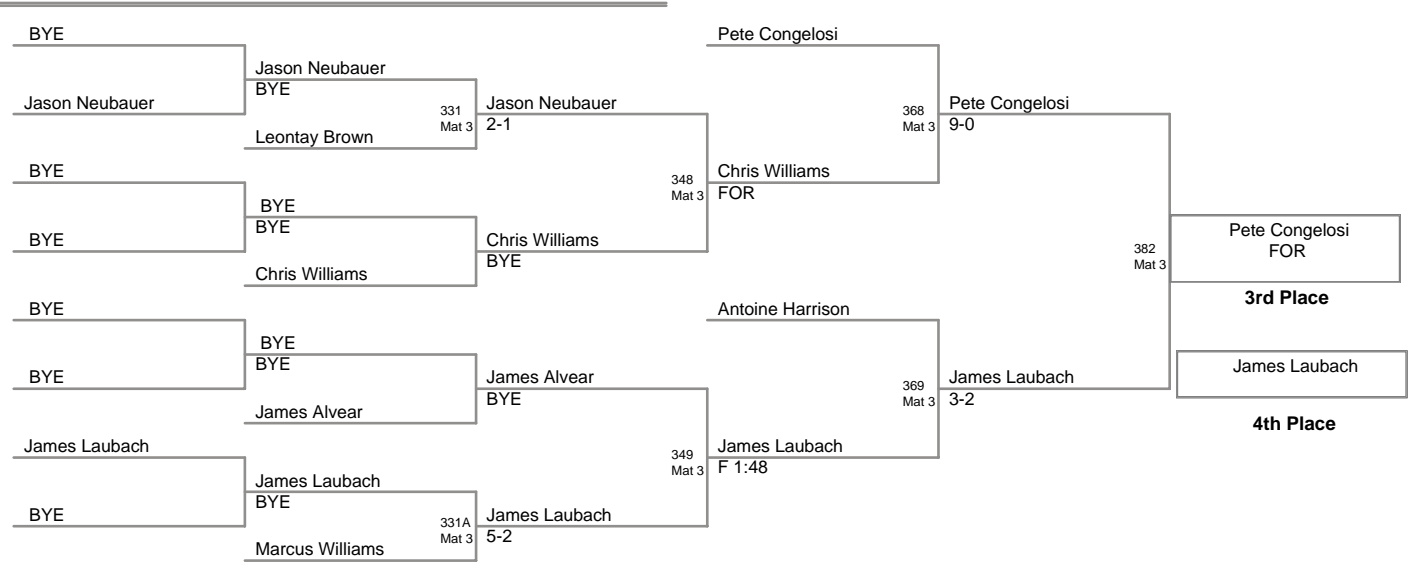 BYE
Pete Congelosi
Jason Neubauer
BYE
Jason Neubauer
331
Mat 3
Jason Neubauer
2-1
368
Mat 3
Pete Congelosi
9-0
Leontay Brown
BYE
348
Mat 3
Chris Williams
FOR
BYE
BYE
BYE
Chris Williams
BYE
382
Mat 3
Pete Congelosi
FOR
Chris Williams
3rd Place
BYE
Antoine Harrison
BYE
BYE
BYE
James Alvear
BYE
369
Mat 3
James Laubach
3-2
James Laubach
James Alvear
4th Place
James Laubach
349
Mat 3
James Laubach
F 1:48
James Laubach
BYE
BYE
331A
Mat 3
James Laubach
5-2
Marcus Williams